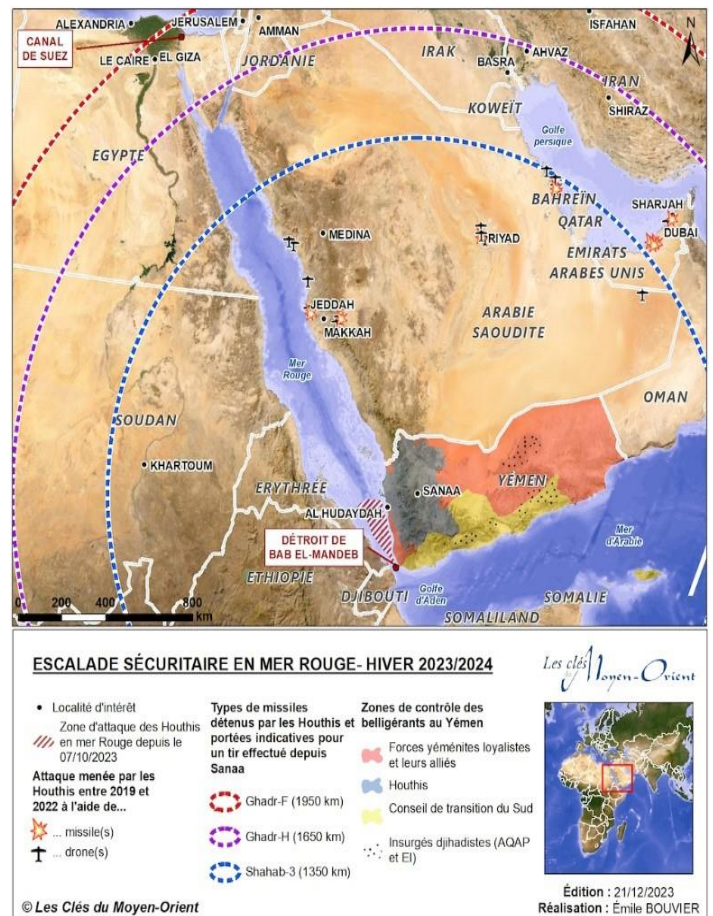 ALEXANDRIA
JERUSALEM
AMMAN
ISFAHAN
N
CANAL
DE SUEZ
LE CAIRE
EL GIZA
JORDANIE
IRAK
BASRA
AHVAZ
IRAN
KOWEÏT
SHIRAZ
EGYPTE
Golfe
persique
BAHREÏN
QATAR
SHARJAH
DUBAI
MEDINA
RIYAD
EMIRATS
ARABES UNIS
JEDDAH
MAKKAH
ARABIE
SAOUDITE
Mer
Rouge
OMAN
SOUDAN
KHARTOUM
ERYTHRÉE
SANAA
YÉMEN
AL HUDAYDAH
DÉTROIT DE
BAB EL-MANDEB
Mer
d'Arabie
ETHIOPIE
DJIBOUTI
Golfe
d'Aden
SOMALIE
SOMALILAND
0 200 400 800
km
ESCALADE SÉCURITAIRE EN MER ROUGE- HIVER 2023/2024
Les clés
du Moyen-Orient
Localité d'intérêt
Zone d'attaque des Houthis
en mer Rouge depuis le
07/10/2023
Attaque menée par les
Houthis entre 2019 et
2022 à l'aide de...
... missile(s)
... drone(s)
Types de missiles
détenus par les Houthis et
portées indicatives pour
un tir effectué depuis
Sanaa
Ghadr-F (1950 km)
Ghadr-H (1650 km)
Shahab-3 (1350 km)
Zones de contrôle des
belligérants au Yémen
Forces yéménites loyalistes
et leurs alliés
Houthis
Conseil de transition du Sud
Insurgés djihadistes (AQAP
et EI)
© Les Clés du Moyen-Orient
Édition : 21/12/2023
Réalisation : Émile BOUVIER